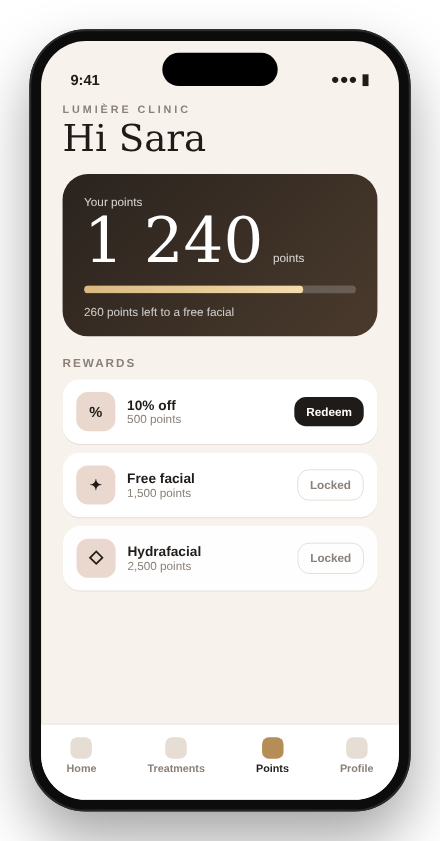 9:41
LUMIÈRE CLINIC
Hi Sara
Your points
1 240 points
260 points left to a free facial
REWARDS
% 10% off
500 points
Redeem
Free facial
1,500 points
Locked
Hydrafacial
2,500 points
Locked
Home Treatments Points Profile